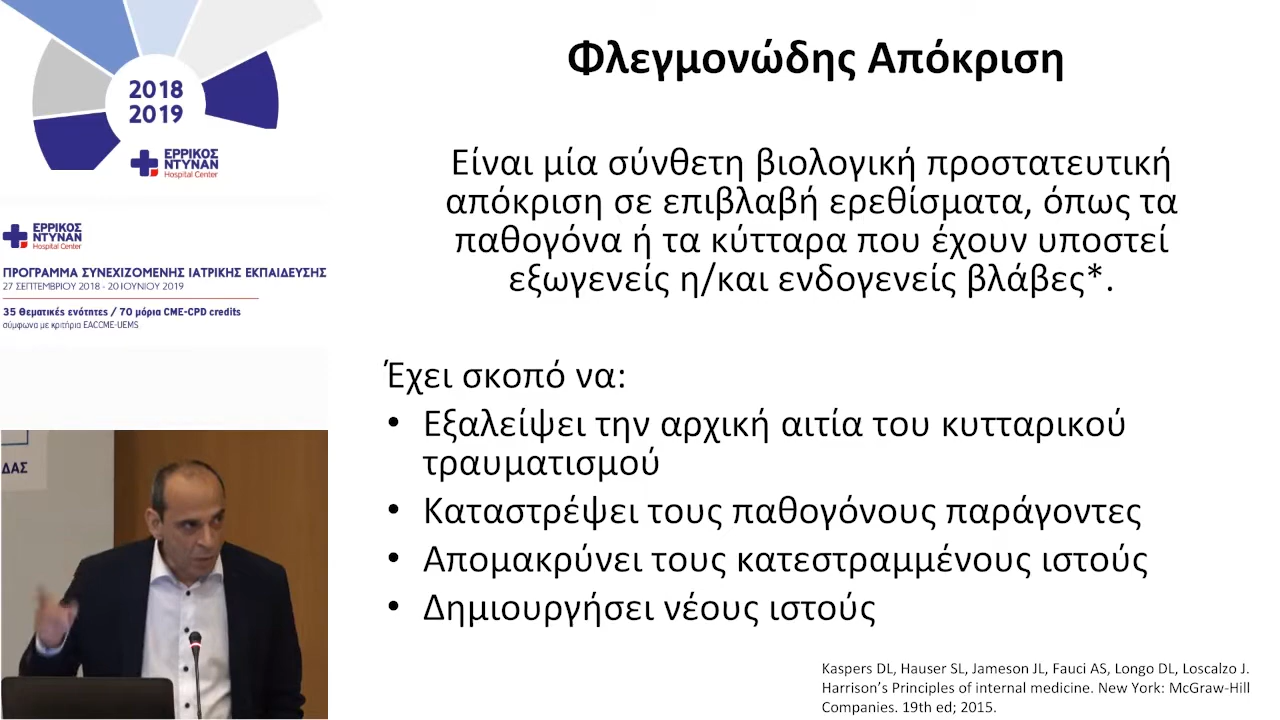 2018
2019
ΕΡΡΙΚΟΣ
ΝΤΥΝΑΝ
Hospital Center
ΕΡΡΙΚΟΣ
ΝΤΥΝΑΝ
Hospital Center
ΠΡΟΓΡΑΜΜΑ ΣΥΝΕΧΙΖΟΜΕΝΗΣ ΙΑΤΡΙΚΗΣ ΕΚΠΑΙΔΕΥΣΗΣ
27 ΣΕΠΤΕΜΒΡΙΟΥ 2018 - 20 ΙΟΥΝΙΟΥ 2019
35 Θεματικές ενότητες / 70 μόρια CME-CPD credits
σύμφωνα με κριτήρια EACCME-UEMS
ΔΑΣ
Φλεγμονώδης Απόκριση
Είναι μία σύνθετη βιολογική προστατευτική
απόκριση σε επιβλαβή ερεθίσματα, όπως τα
παθογόνα ή τα κύτταρα που έχουν υποστεί
εξωγενείς η/και ενδογενείς βλάβες*.
Έχει σκοπό να:
• Εξαλείψει την αρχική αιτία του κυτταρικού
τραυματισμού
• Καταστρέψει τους παθογόνους παράγοντες
• Απομακρύνει τους κατεστραμμένους ιστούς
• Δημιουργήσει νέους ιστούς
Kaspers DL, Hauser SL, Jameson JL, Fauci AS, Longo DL, Loscalzo J.
Harrison's Principles of internal medicine. New York: McGraw-Hill
Companies. 19th ed; 2015.